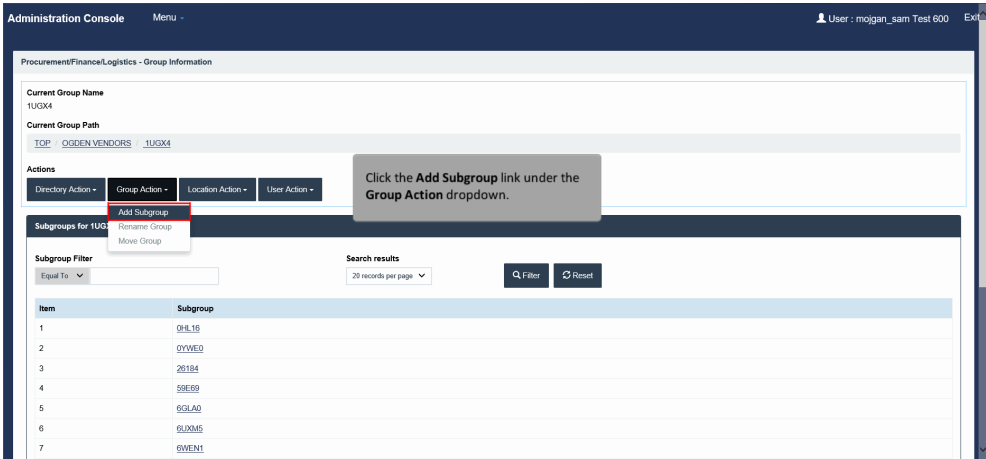 Administration Console Menu User : mojgan_sam Test 600 Exit
Procurement/Finance/Logistics - Group Information
Current Group Name
1UGX4
Current Group Path
TOP / OGDEN VENDORS / 1UGX4
Actions
Directory Action Group Action Location Action User Action
Click the Add Subgroup link under the
Group Action dropdown.
Add Subgroup
Rename Group
Move Group
Subgroups for 1UGX
Subgroup Filter Search results
Equal To 20 records per page Filter Reset
Item Subgroup
1 0HL16
2 0YWE0
3 26184
4 59E69
5 6GLA0
6 6UXM5
7 6WEN1